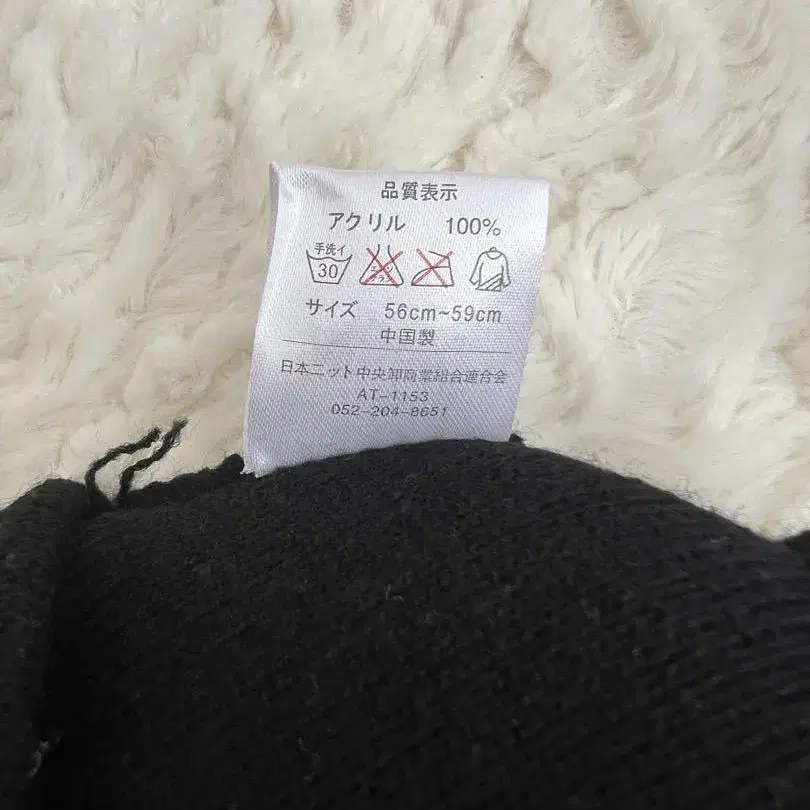 品質表示
アクリル 100%
手洗イ
30
サイズ 56cm~59cm
中国製
日本ニット中央卸商業組合連合会
AT-1153
052-204-8651